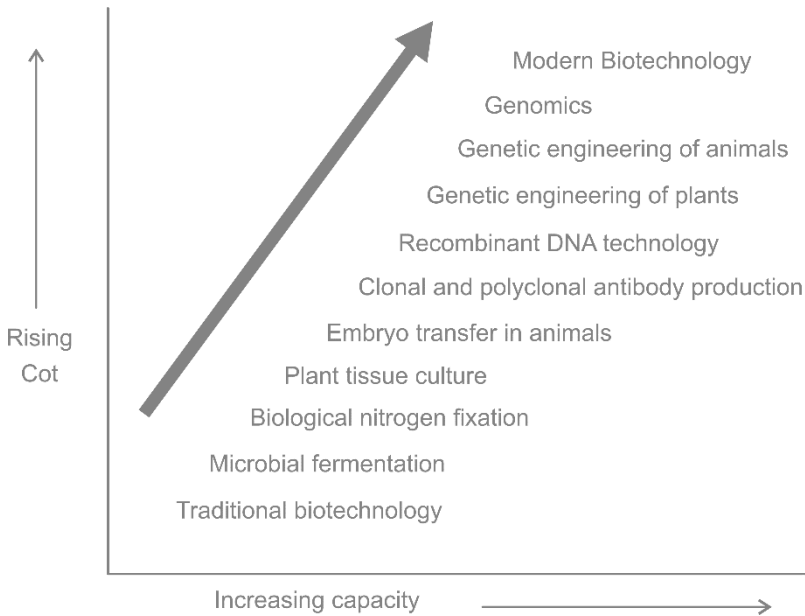 Modern Biotechnology
Genomics
Genetic engineering of animals
Genetic engineering of plants
Recombinant DNA technology
Clonal and polyclonal antibody production
Embryo transfer in animals
Plant tissue culture
Biological nitrogen fixation
Microbial fermentation
Traditional biotechnology
Rising
Cot
Increasing capacity